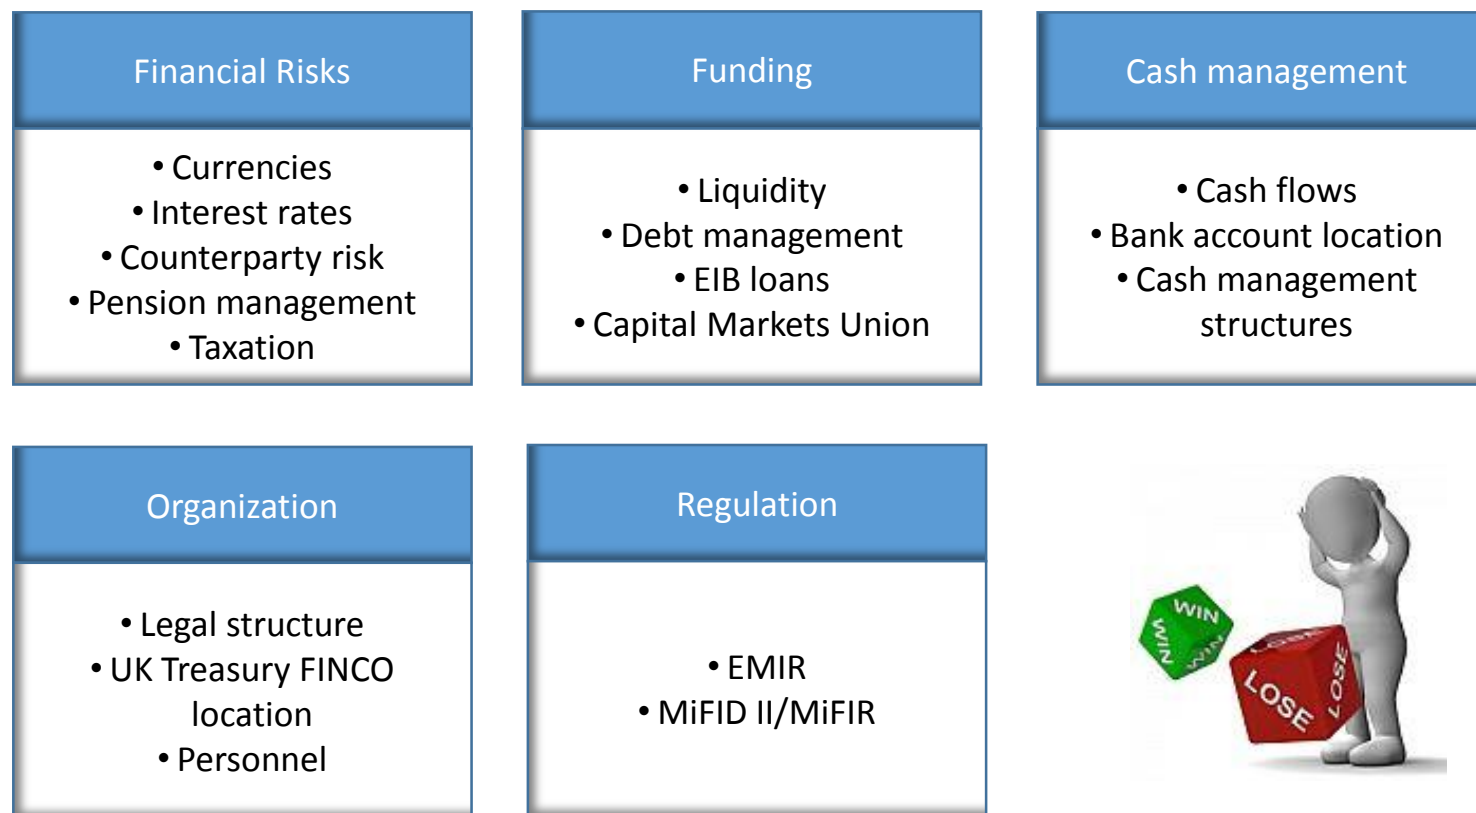 Financial Risks
• Currencies
• Interest rates
• Counterparty risk
• Pension management
• Taxation
Funding
• Liquidity
• Debt management
• EIB loans
• Capital Markets Union
Cash management
• Cash flows
• Bank account location
• Cash management
structures
Organization
• Legal structure
• UK Treasury FINCO
location
• Personnel
Regulation
• EMIR
• MiFID II/MiFIR
WIN
WIN
WIN
LOSE
LOSE
LOSE